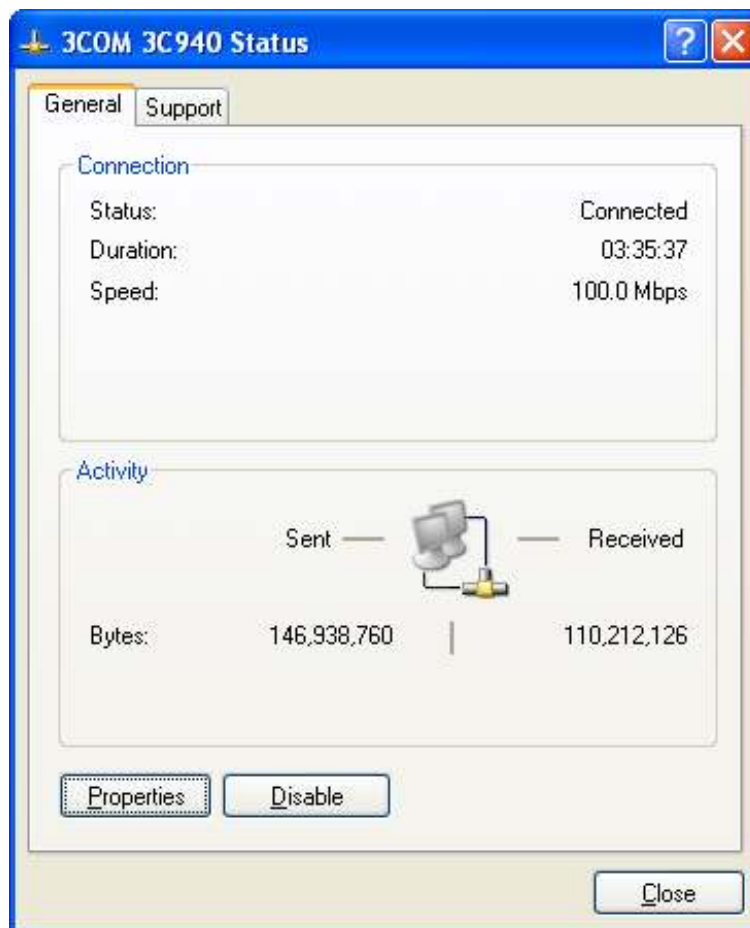 3COM 3C940 Status
General Support
Connection
Status: Connected
Duration: 03:35:37
Speed: 100.0 Mbps
Activity
Sent Received
Bytes: 146,938,760 110,212,126
Properties Disable
Close